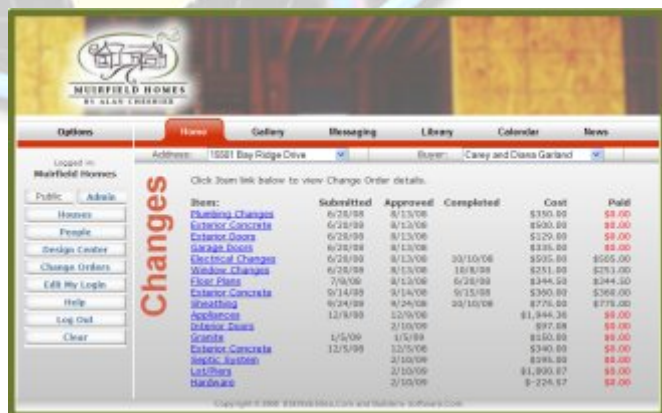 MUIRFIELD HOMES
BY ALAN
Options Home Gallery Messaging Library Calendar News
Logged in:
Muirfield Homes
Address: 15501 Bay Ridge Drive Buyer: Carey and Diana Garland
Public Admin
Houses
People
Design Center
Change Orders
Edit My Login
Help
Log Out
Clear
Changes
Click Item link below to view Change Order details.
Item: Submitted Approved Completed Cost Paid
Plumbing Changes 6/20/08 8/13/08 $350.00 $0.00
Exterior Concrete 6/20/08 8/13/08 $500.00 $0.00
Exterior Doors 6/20/08 8/13/08 $129.00 $0.00
Garage Doors 6/20/08 8/13/08 $335.00 $0.00
Electrical Changes 6/20/08 8/13/08 10/10/08 $505.00 $505.00
Window Changes 6/20/08 8/13/08 10/8/08 $251.00 $251.00
Floor Plans 7/8/08 8/13/08 6/20/08 $344.50 $344.50
Exterior Concrete 9/14/08 9/14/08 9/15/08 $360.00 $360.00
Sheathing 9/24/08 9/24/08 10/10/08 $775.00 $775.00
Appliances 12/9/08 12/9/08 $1,944.36 $0.00
Interior Doors 2/10/09 $97.08 $0.00
Granite 1/5/09 1/5/09 $150.00 $0.00
Exterior Concrete 12/5/08 12/5/08 $340.00 $0.00
Septic System 2/10/09 $195.00 $0.00
Lot/Piers 2/10/09 $0.00
Hardware 2/10/09 $-224.57 $0.00
Copyright © 2008